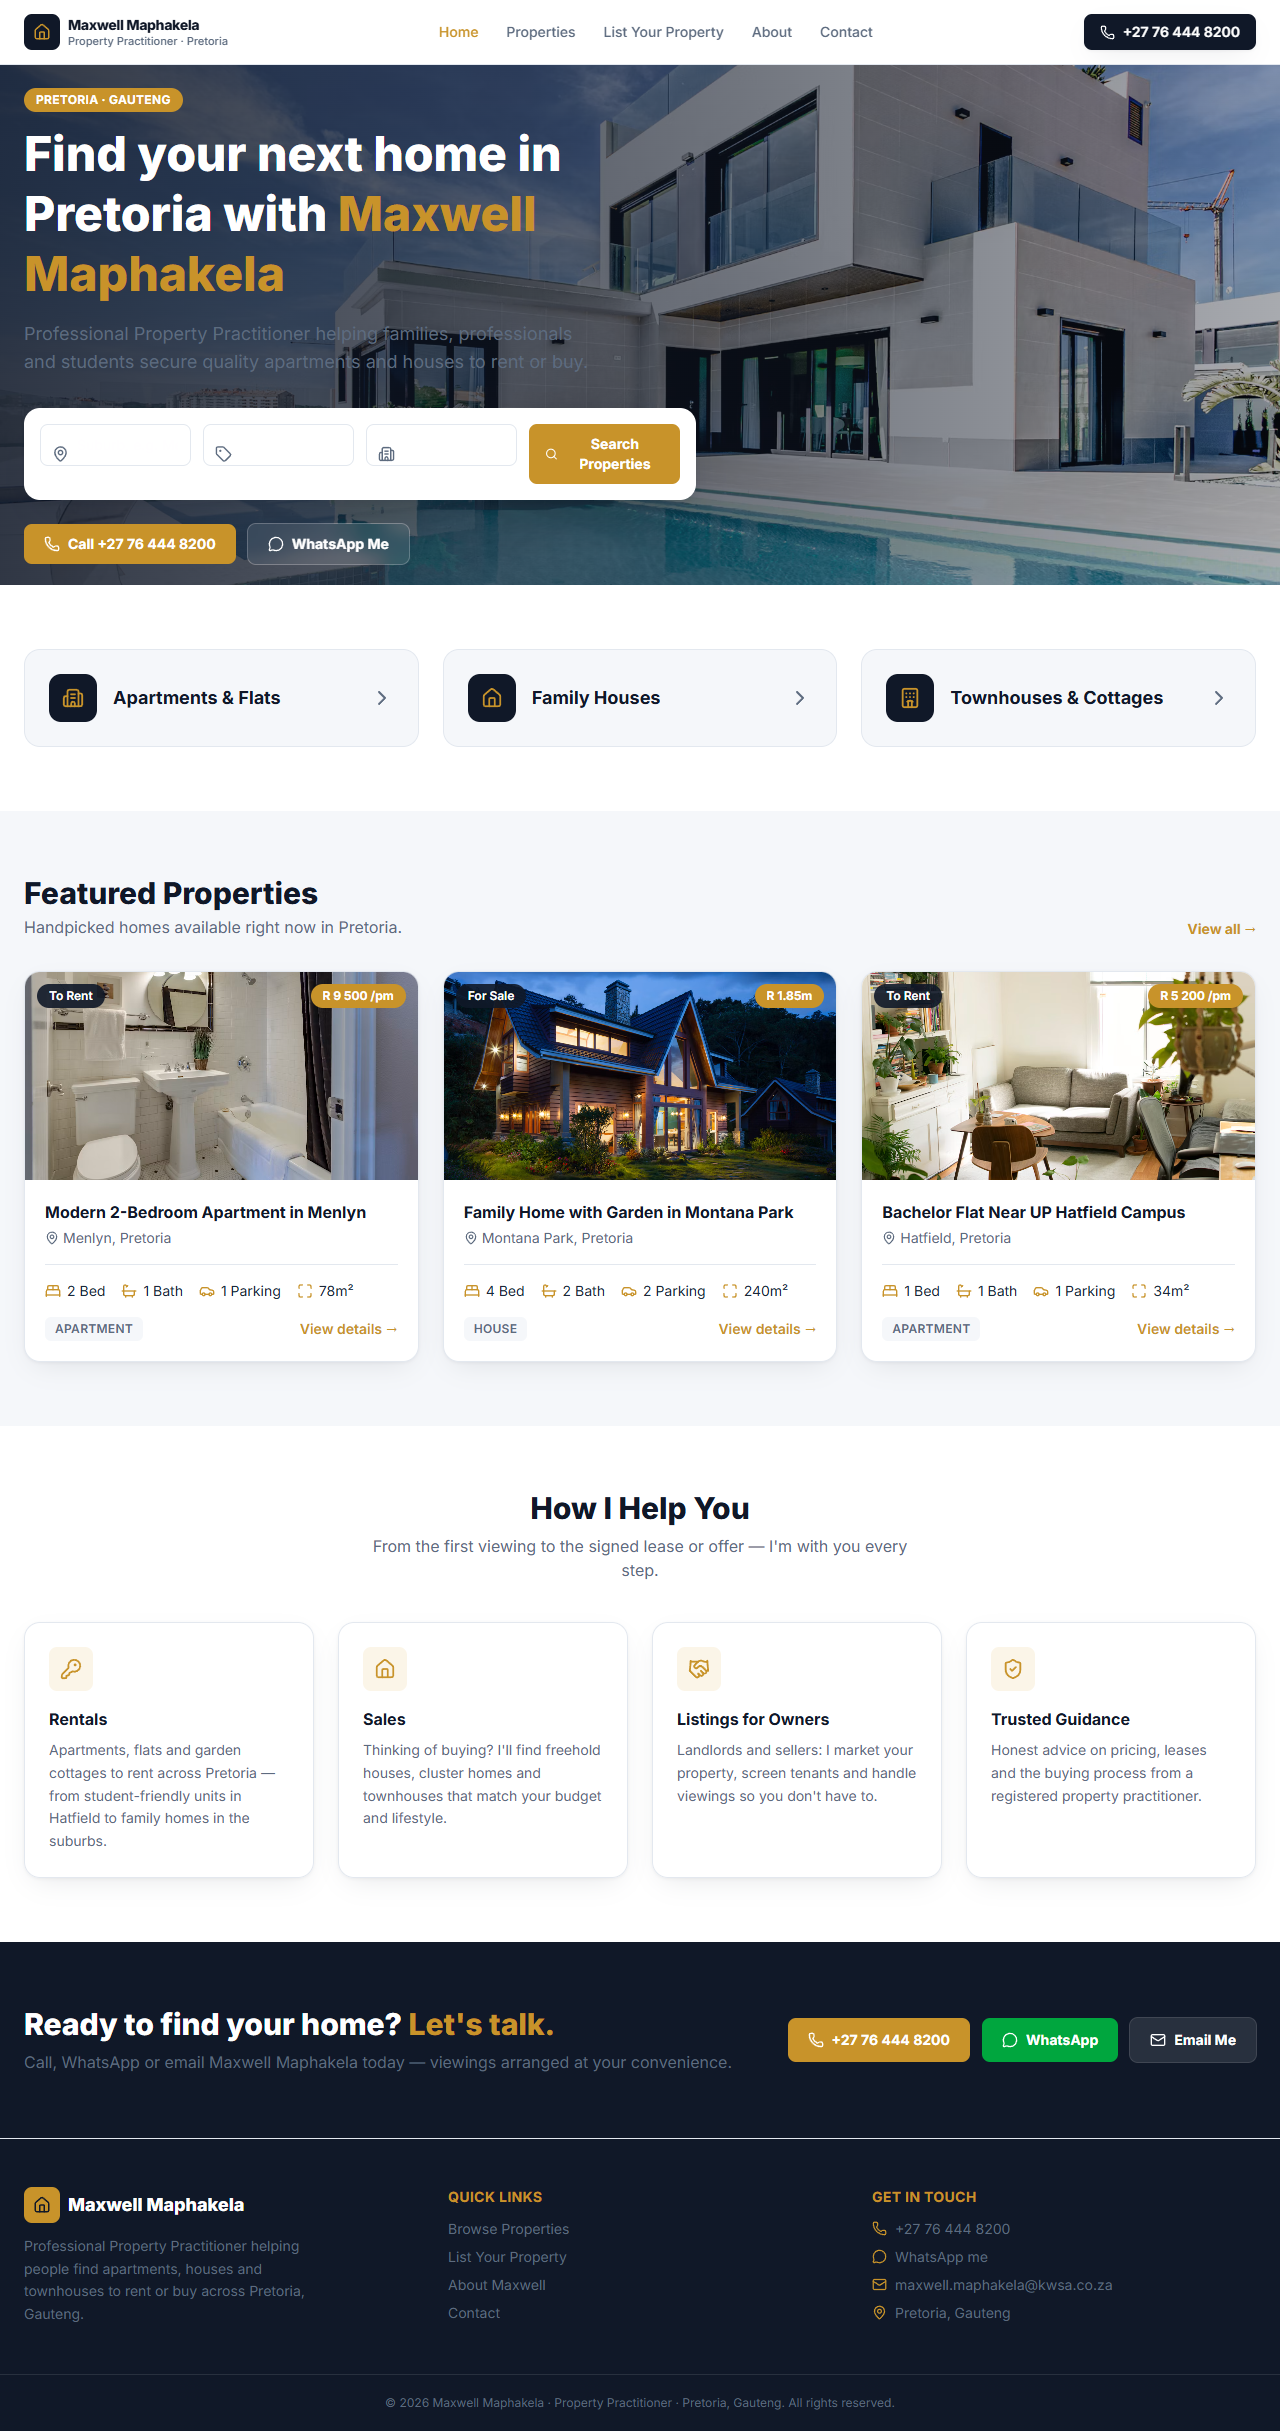 Maxwell Maphakela
Property Practitioner · Pretoria
Home
Properties
List Your Property
About
Contact
+27 76 444 8200
PRETORIA · GAUTENG
Find your next home in
Pretoria with Maxwell
Maphakela
Professional Property Practitioner helping families, professionals
and students secure quality apartments and houses to rent or buy.
Search
Properties
Call +27 76 444 8200
WhatsApp Me
Apartments & Flats
Family Houses
Townhouses & Cottages
Featured Properties
Handpicked homes available right now in Pretoria.
View all →
To Rent
R 9 500 /pm
Modern 2-Bedroom Apartment in Menlyn
Menlyn, Pretoria
2 Bed
1 Bath
1 Parking
78m²
APARTMENT
View details →
For Sale
R 1.85m
Family Home with Garden in Montana Park
Montana Park, Pretoria
4 Bed
2 Bath
2 Parking
240m²
HOUSE
View details →
To Rent
R 5 200 /pm
Bachelor Flat Near UP Hatfield Campus
Hatfield, Pretoria
1 Bed
1 Bath
1 Parking
34m²
APARTMENT
View details →
How I Help You
From the first viewing to the signed lease or offer — I'm with you every
step.
Rentals
Apartments, flats and garden
cottages to rent across Pretoria —
from student-friendly units in
Hatfield to family homes in the
suburbs.
Sales
Thinking of buying? I'll find freehold
houses, cluster homes and
townhouses that match your budget
and lifestyle.
Listings for Owners
Landlords and sellers: I market your
property, screen tenants and handle
viewings so you don't have to.
Trusted Guidance
Honest advice on pricing, leases
and the buying process from a
registered property practitioner.
Ready to find your home? Let's talk.
Call, WhatsApp or email Maxwell Maphakela today — viewings arranged at your convenience.
+27 76 444 8200
WhatsApp
Email Me
Maxwell Maphakela
Professional Property Practitioner helping
people find apartments, houses and
townhouses to rent or buy across Pretoria,
Gauteng.
QUICK LINKS
Browse Properties
List Your Property
About Maxwell
Contact
GET IN TOUCH
+27 76 444 8200
WhatsApp me
maxwell.maphakela@kwsa.co.za
Pretoria, Gauteng
© 2026 Maxwell Maphakela · Property Practitioner · Pretoria, Gauteng. All rights reserved.